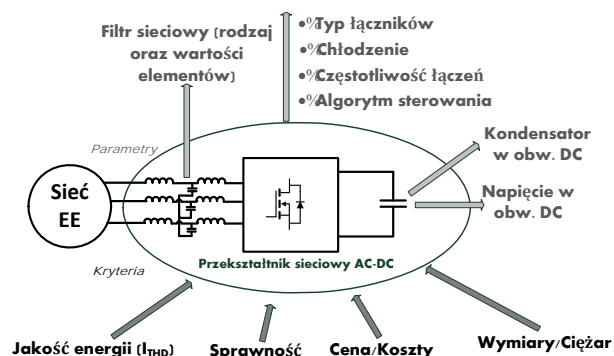 Filtr sieciowy (rodzaj
oraz wartości
elementów)
•%Typ łączników
•%Chłodzenie
•%Częstotliwość łączeń
•%Algorytm sterowania
Parametry
Kondensator
w obw. DC
Napięcie w
obw. DC
Sieć
EE
Przekształtnik sieciowy AC-DC
Kryteria
Jakość energii (ITHD)
Sprawność
Cena/Koszty
Wymiary/Ciężar